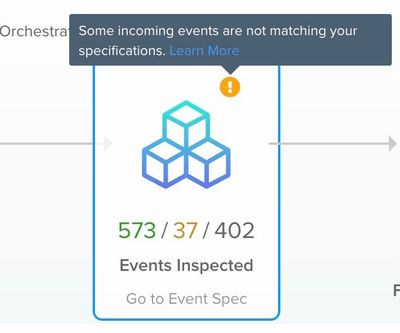 Orchestra
Some incoming events are not matching your
specifications. Learn More
573 / 37 / 402
Events Inspected
Go to Event Spec